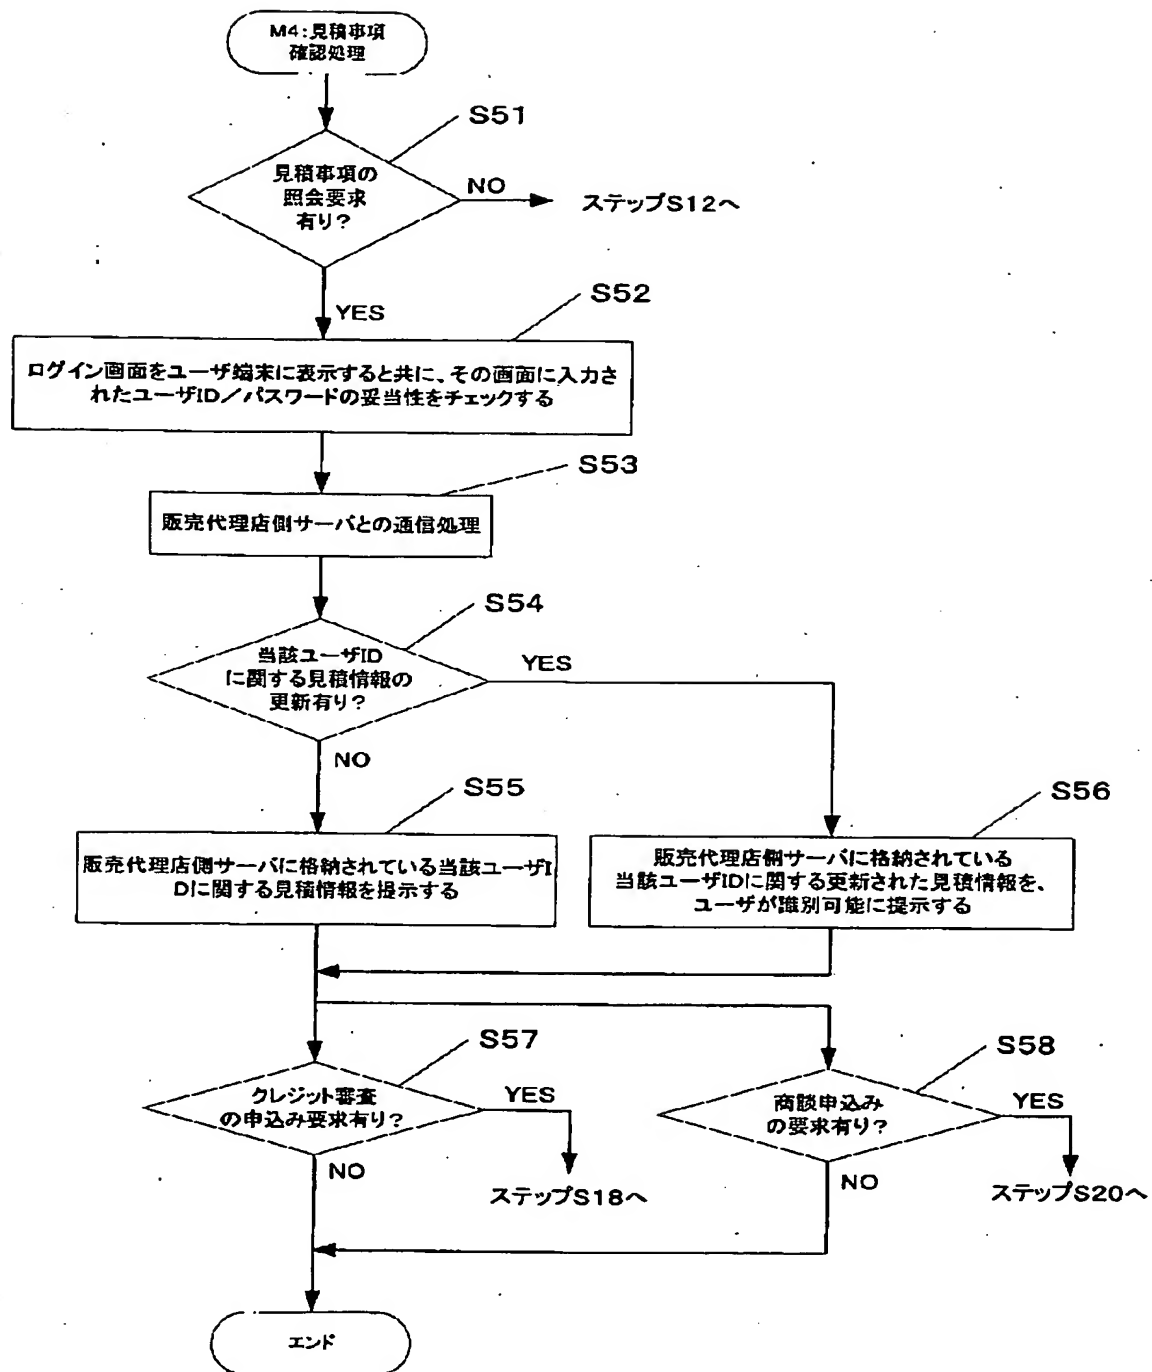 M4:見積事項
確認処理
S51
見積事項の
照会要求
有り?
NO
ステップS12へ
YES
S52
ログイン画面をユーザ端末に表示すると共に、その画面に入力さ
れたユーザID/パスワードの妥当性をチェックする
S53
販売代理店側サーバとの通信処理
S54
当該ユーザID
に関する見積情報の
更新有り?
YES
NO
S55
販売代理店側サーバに格納されている当該ユーザI
Dに関する見積情報を提示する
S56
販売代理店側サーバに格納されている
当該ユーザIDに関する更新された見積情報を、
ユーザが識別可能に提示する
S57
クレジット審査
の申込み要求有り?
YES
NO
ステップS18へ
S58
商談申込み
の要求有り?
YES
NO
ステップS20へ
エンド